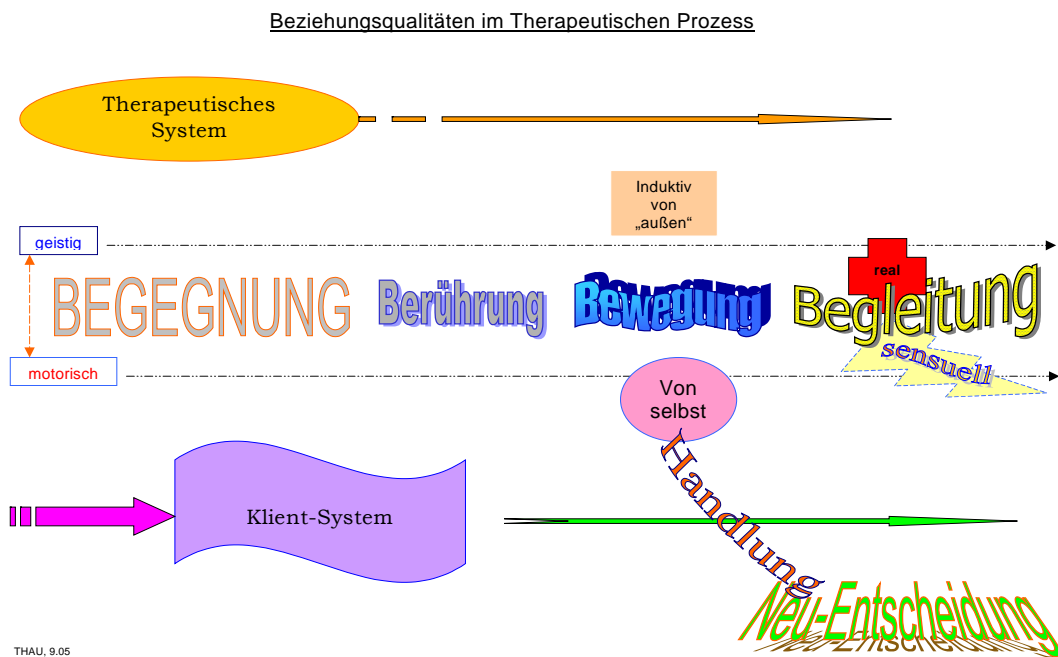 Beziehungsqualitäten im Therapeutischen Prozess
Therapeutisches
System
Induktiv
von
„außen“
geistig
real
BEGEGNUNG
Berührung
Bewegung
Begleitung
sensuell
motorisch
Von
selbst
Handlung
Klient-System
Neu-Entscheidung
THAU, 9.05